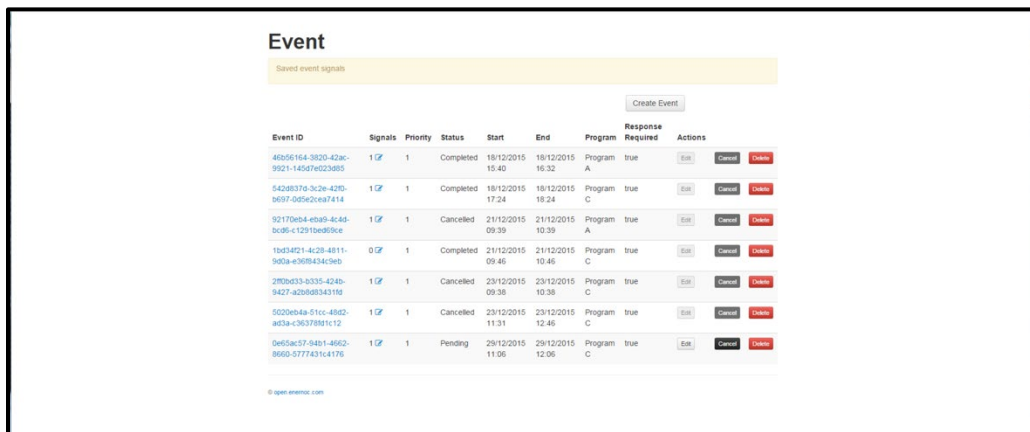 Event
Saved event signals
Create Event
Event ID Signals Priority Status Start End Program Response Required Actions
46b56164-3820-42ac- 1 1 Completed 18/12/2015 18/12/2015 Program true Edit Cancel Delete
9921-145d7e023d85 15:40 16:32 A
542d837d-3c2e-42f0- 1 1 Completed 18/12/2015 18/12/2015 Program true Edit Cancel Delete
b697-0d5e2cea7414 17:24 18:24 C
92170eb4-eba9-4c4d- 1 1 Cancelled 21/12/2015 21/12/2015 Program true Edit Cancel Delete
bcd6-c1291bed69ce 09:39 10:39 A
1bd34f21-4c28-4811- 0 1 Completed 21/12/2015 21/12/2015 Program true Edit Cancel Delete
9d0a-e36f8434c9eb 09:46 10:46 C
2ff0bd33-b335-424b- 1 1 Cancelled 23/12/2015 23/12/2015 Program true Edit Cancel Delete
9427-a2b8d83431fd 09:38 10:38 C
5020eb4a-51cc-48d2- 1 1 Cancelled 23/12/2015 23/12/2015 Program true Edit Cancel Delete
ad3a-c36378fd1c12 11:31 12:46 C
0e65ac57-94b1-4662- 1 1 Pending 29/12/2015 29/12/2015 Program true Edit Cancel Delete
8660-5777431c4176 11:06 12:06 C
© open.enernoc.com